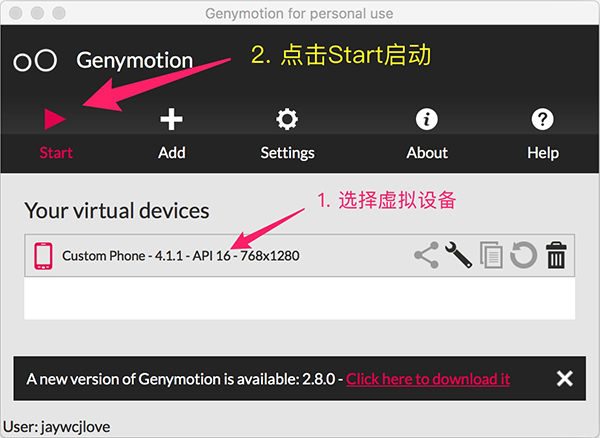 Genymotion for personal use
Genymotion
2. 点击Start启动
Start
Add
Settings
About
Help
Your virtual devices
1. 选择虚拟设备
Custom Phone - 4.1.1 - API 16 - 768x1280
A new version of Genymotion is available: 2.8.0 - Click here to download it
User: jaywcjlove